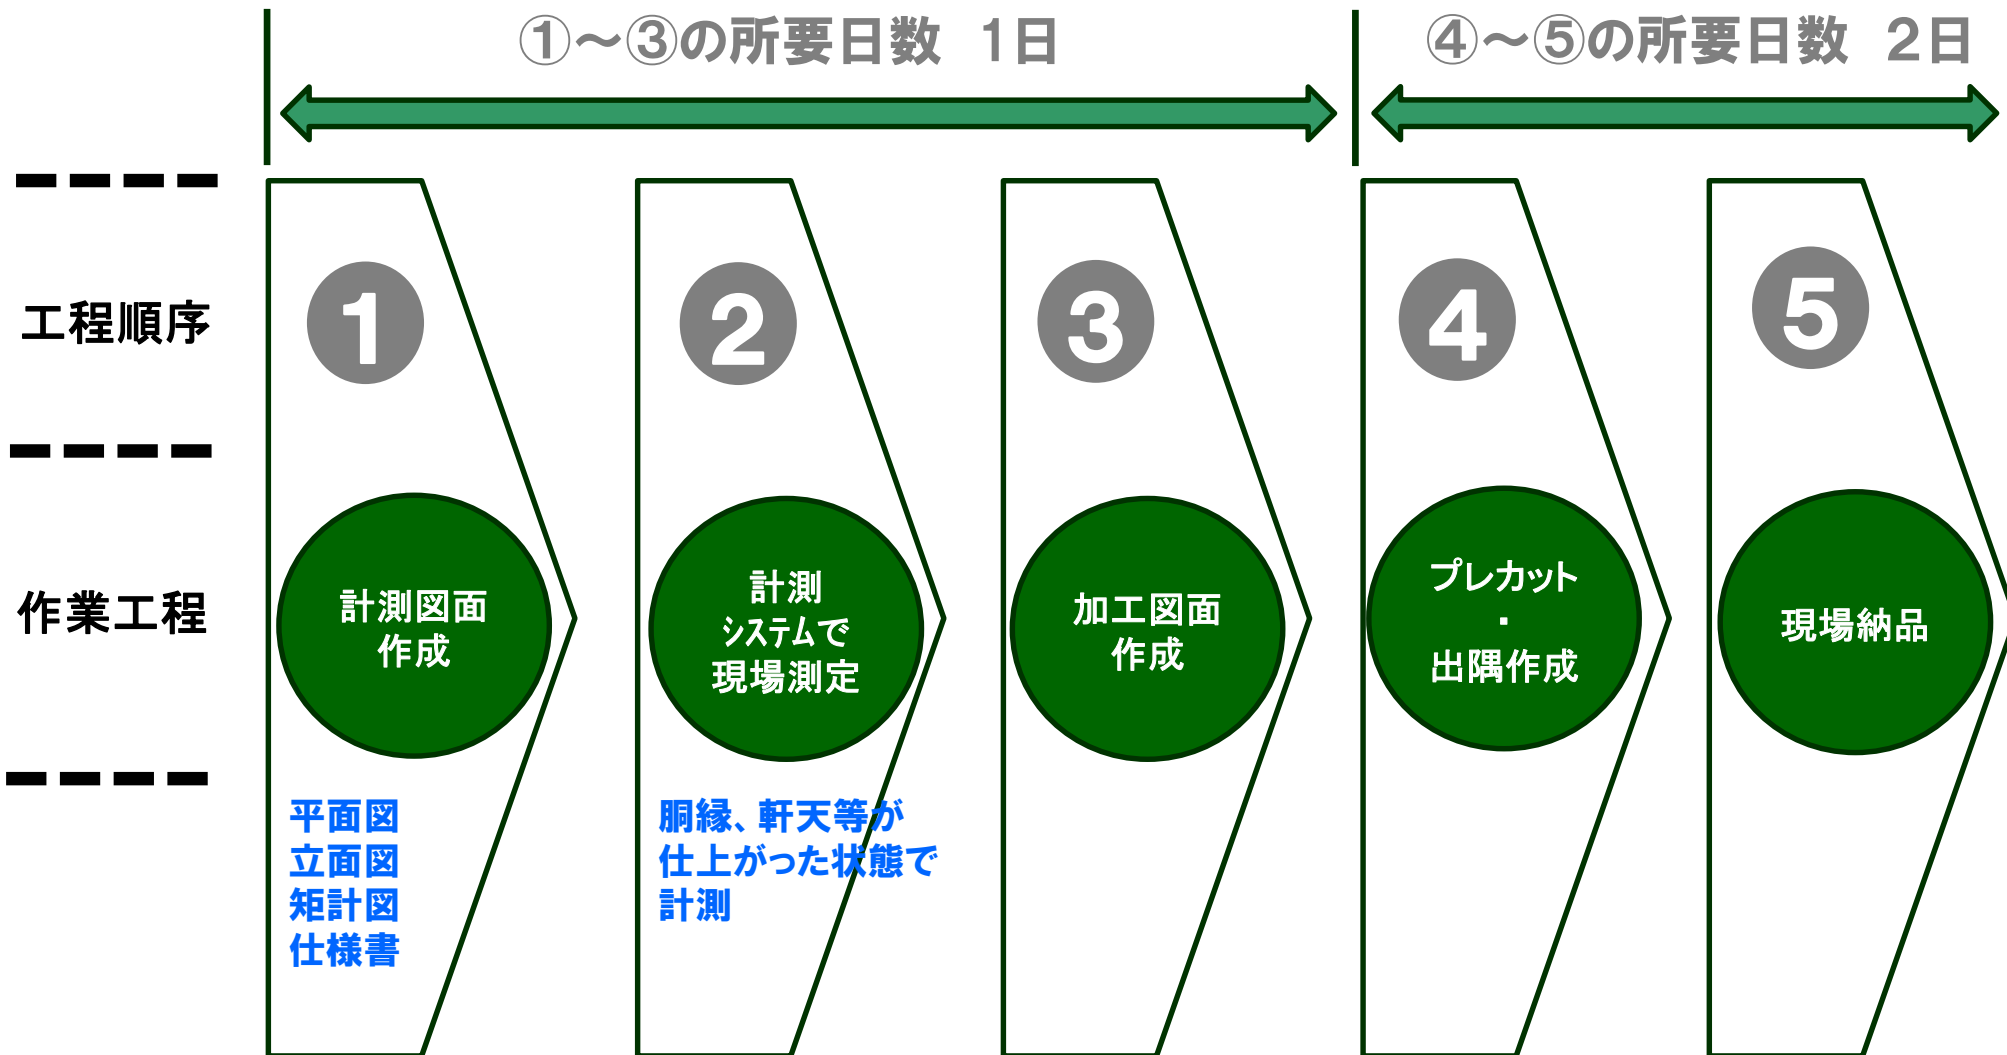 ①～③の所要日数 1日
④～⑤の所要日数 2日
工程順序
1
2
3
4
5
作業工程
計測図面
作成
計測
システムで
現場測定
加工図面
作成
プレカット
・
出隅作成
現場納品
平面図
立面図
矩計図
仕様書
胴縁、軒天等が
仕上がった状態で
計測